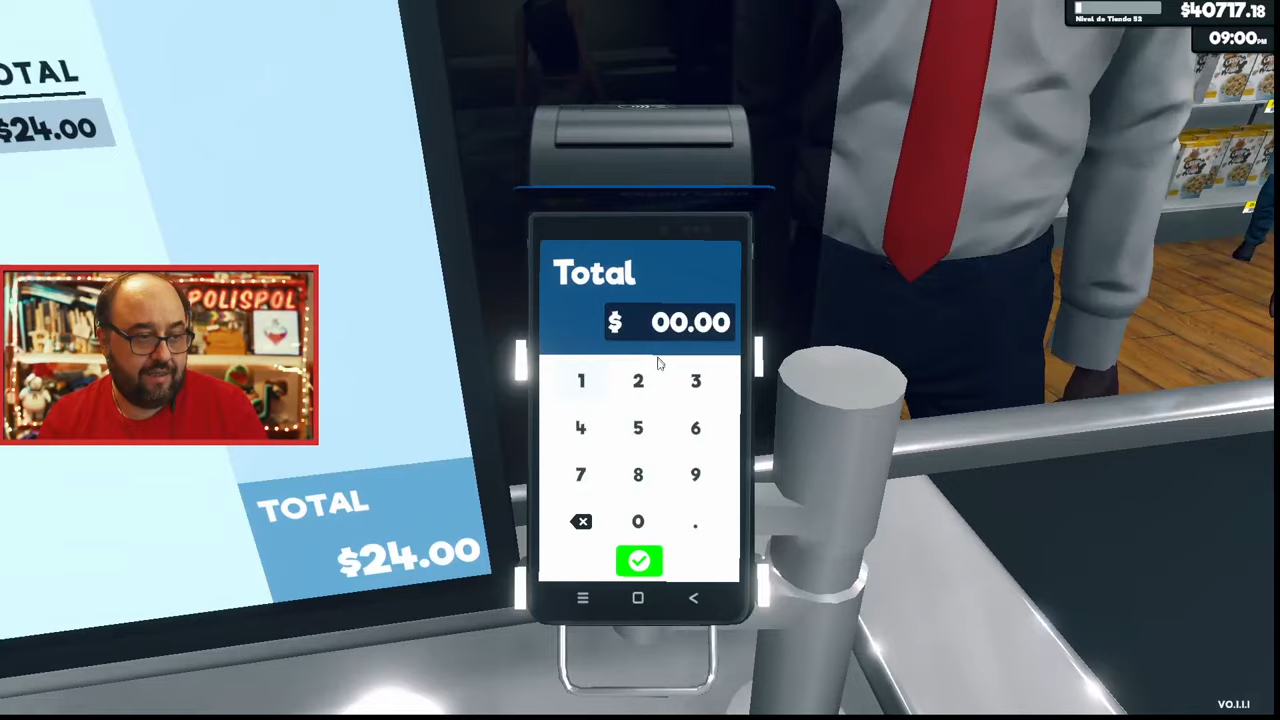 $40717.18
Nivel de Tienda 52
09:00PM
OTAL
$24.00
POLISPOL
Total
$ 00.00
1 2 3
4 5 6
7 8 9
0 .
TOTAL
$24.00
V0.1.1.1